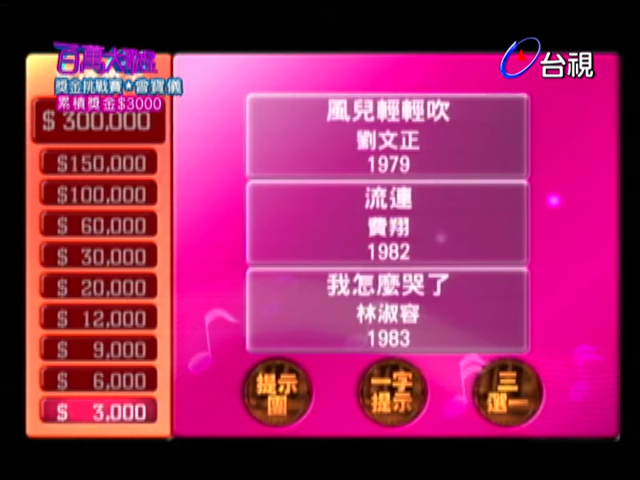 百萬大歌星
獎金挑戰賽★曾寶儀
累積獎金$3000
台視
$ 300,000
$150,000
$100,000
$ 60,000
$ 30,000
$ 20,000
$ 12,000
$ 9,000
$ 6,000
$ 3,000
風兒輕輕吹
劉文正
1979
流連
費翔
1982
我怎麼哭了
林淑容
1983
提示
團
一字
提示
三
選一